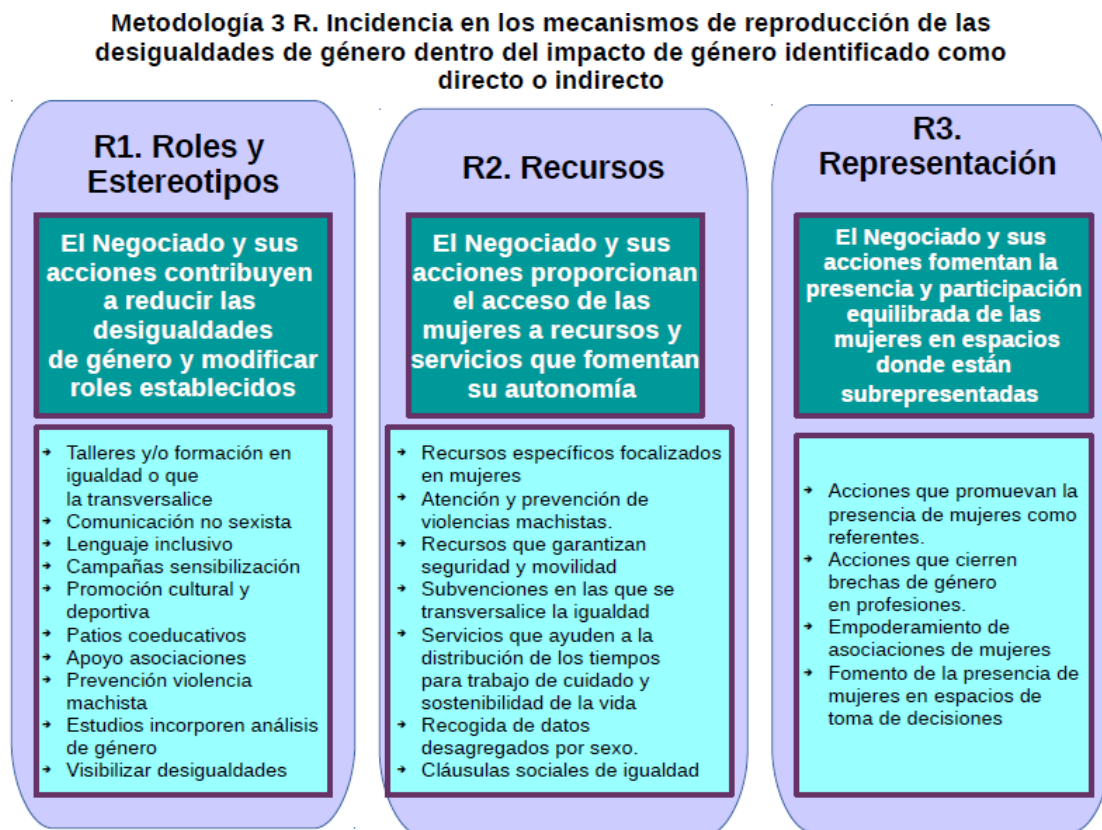 Metodología 3 R. Incidencia en los mecanismos de reproducción de las
desigualdades de género dentro del impacto de género identificado como
directo o indirecto
R1. Roles y
Estereotipos
El Negociado y sus
acciones contribuyen
a reducir las
desigualdades
de género y modificar
roles establecidos
Talleres y/o formación en
igualdad o que
la transversalice
Comunicación no sexista
Lenguaje inclusivo
Campañas sensibilización
Promoción cultural y
deportiva
Patios coeducativos
Apoyo asociaciones
Prevención violencia
machista
Estudios incorporen análisis
de género
Visibilizar desigualdades
R2. Recursos
El Negociado y sus
acciones proporcionan
el acceso de las
mujeres a recursos y
servicios que fomentan
su autonomía
Recursos específicos focalizados
en mujeres
Atención y prevención de
violencias machistas.
Recursos que garantizan
seguridad y movilidad
Subvenciones en las que se
transversalice la igualdad
Servicios que ayuden a la
distribución de los tiempos
para trabajo de cuidado y
sostenibilidad de la vida
Recogida de datos
desagregados por sexo.
Cláusulas sociales de igualdad
R3.
Representación
El Negociado y sus
acciones fomentan la
presencia y participación
equilibrada de las
mujeres en espacios
donde están
subrepresentadas
Acciones que promuevan la
presencia de mujeres como
referentes.
Acciones que cierren
brechas de género
en profesiones.
Empoderamiento de
asociaciones de mujeres
Fomento de la presencia de
mujeres en espacios de
toma de decisiones